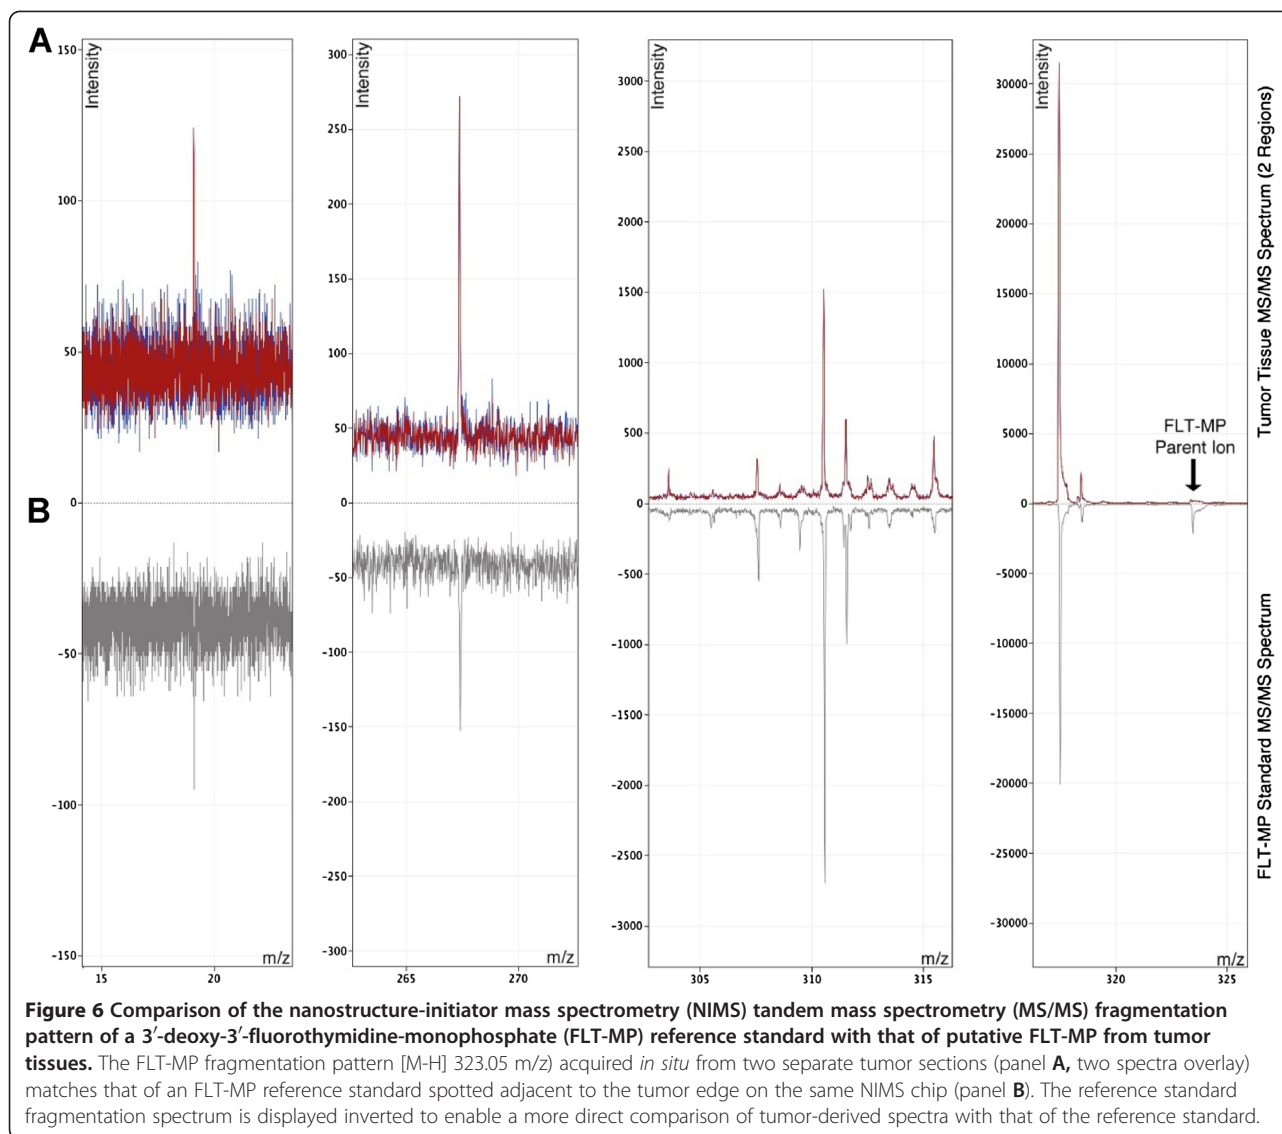 A
B
Intensity
150
100
50
0
-50
-100
-150
15
20
m/z
Intensity
300
250
200
150
100
50
0
-50
-100
-150
-200
-250
-300
265
270
m/z
Intensity
3000
2500
2000
1500
1000
500
0
-500
-1000
-1500
-2000
-2500
-3000
305
310
315
m/z
Intensity
30000
25000
20000
15000
10000
5000
0
-5000
-10000
-15000
-20000
-25000
-30000
320
325
m/z
FLT-MP
Parent Ion
Tumor Tissue MS/MS Spectrum (2 Regions)
FLT-MP Standard MS/MS Spectrum
Figure 6 Comparison of the nanostructure-initiator mass spectrometry (NIMS) tandem mass spectrometry (MS/MS) fragmentation
pattern of a 3′-deoxy-3′-fluorothymidine-monophosphate (FLT-MP) reference standard with that of putative FLT-MP from tumor
tissues. The FLT-MP fragmentation pattern [M-H] 323.05 m/z) acquired in situ from two separate tumor sections (panel A, two spectra overlay)
matches that of an FLT-MP reference standard spotted adjacent to the tumor edge on the same NIMS chip (panel B). The reference standard
fragmentation spectrum is displayed inverted to enable a more direct comparison of tumor-derived spectra with that of the reference standard.